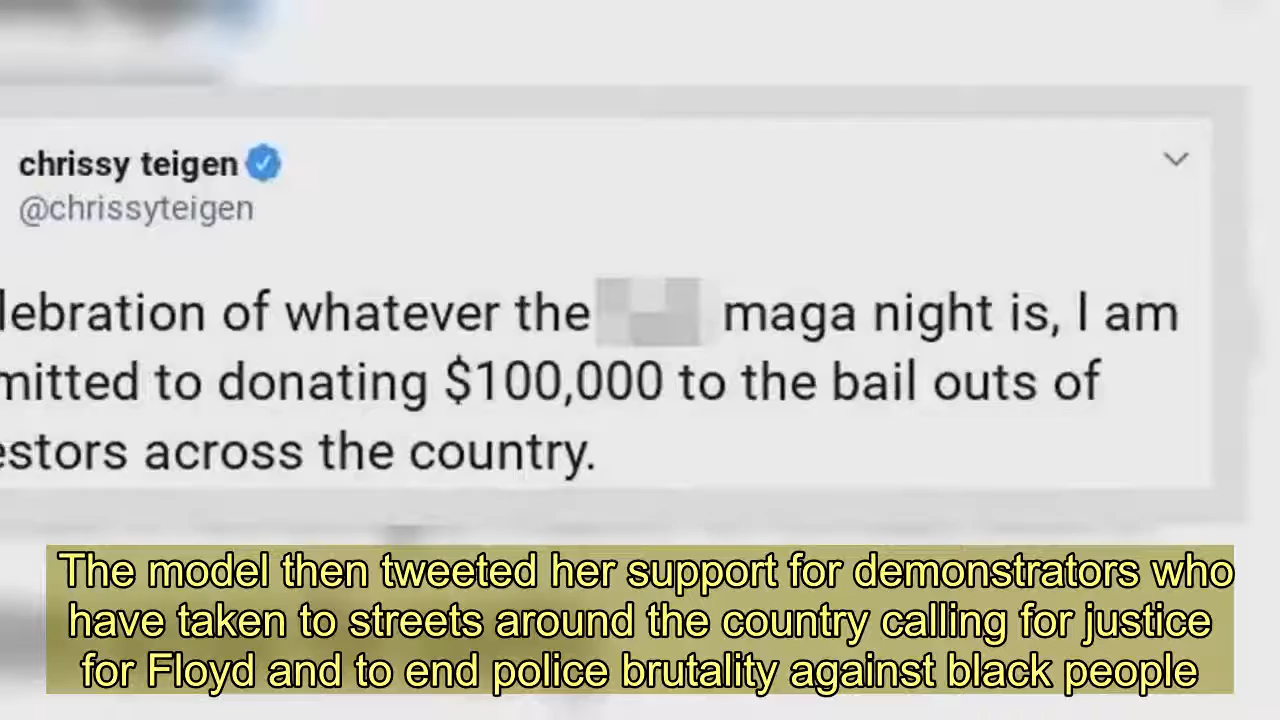 chrissy teigen
@chrissyteigen
lebration of whatever the maga night is, I am
mitted to donating $100,000 to the bail outs of
estors across the country.
The model then tweeted her support for demonstrators who
have taken to streets around the country calling for justice
for Floyd and to end police brutality against black people